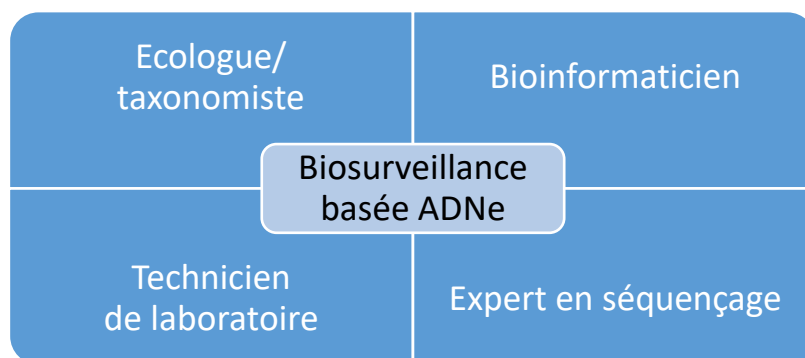 Ecologue/
taxonomiste
Bioinformaticien
Biosurveillance
basée ADNe
Technicien
de laboratoire
Expert en séquençage